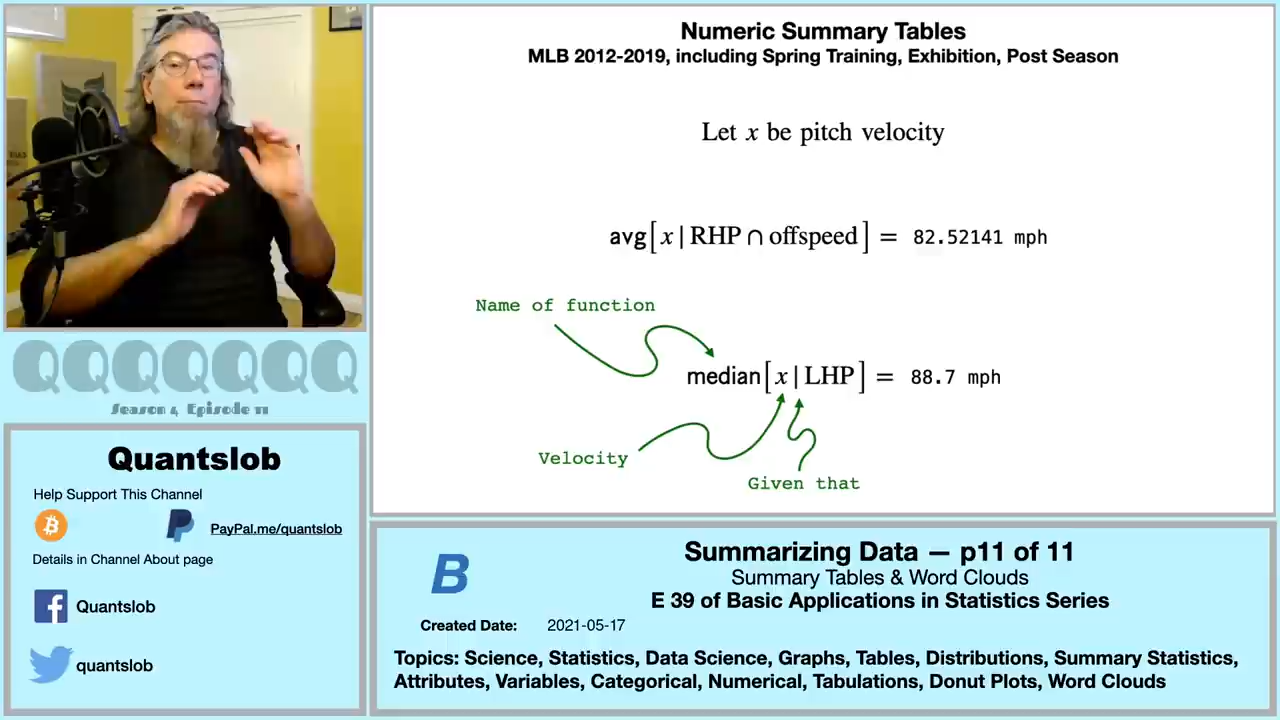 Numeric Summary Tables
MLB 2012-2019, including Spring Training, Exhibition, Post Season
Let x be pitch velocity
avg[x | RHP ∩ offspeed] = 82.52141 mph
Name of function
median[x | LHP] = 88.7 mph
Velocity
Given that
QQQQQQQ
Season 4, Episode 11
Quantslob
Help Support This Channel
PayPal.me/quantslob
Details in Channel About page
Quantslob
quantslob
B
Summarizing Data — p11 of 11
Summary Tables & Word Clouds
E 39 of Basic Applications in Statistics Series
Created Date: 2021-05-17
Topics: Science, Statistics, Data Science, Graphs, Tables, Distributions, Summary Statistics,
Attributes, Variables, Categorical, Numerical, Tabulations, Donut Plots, Word Clouds